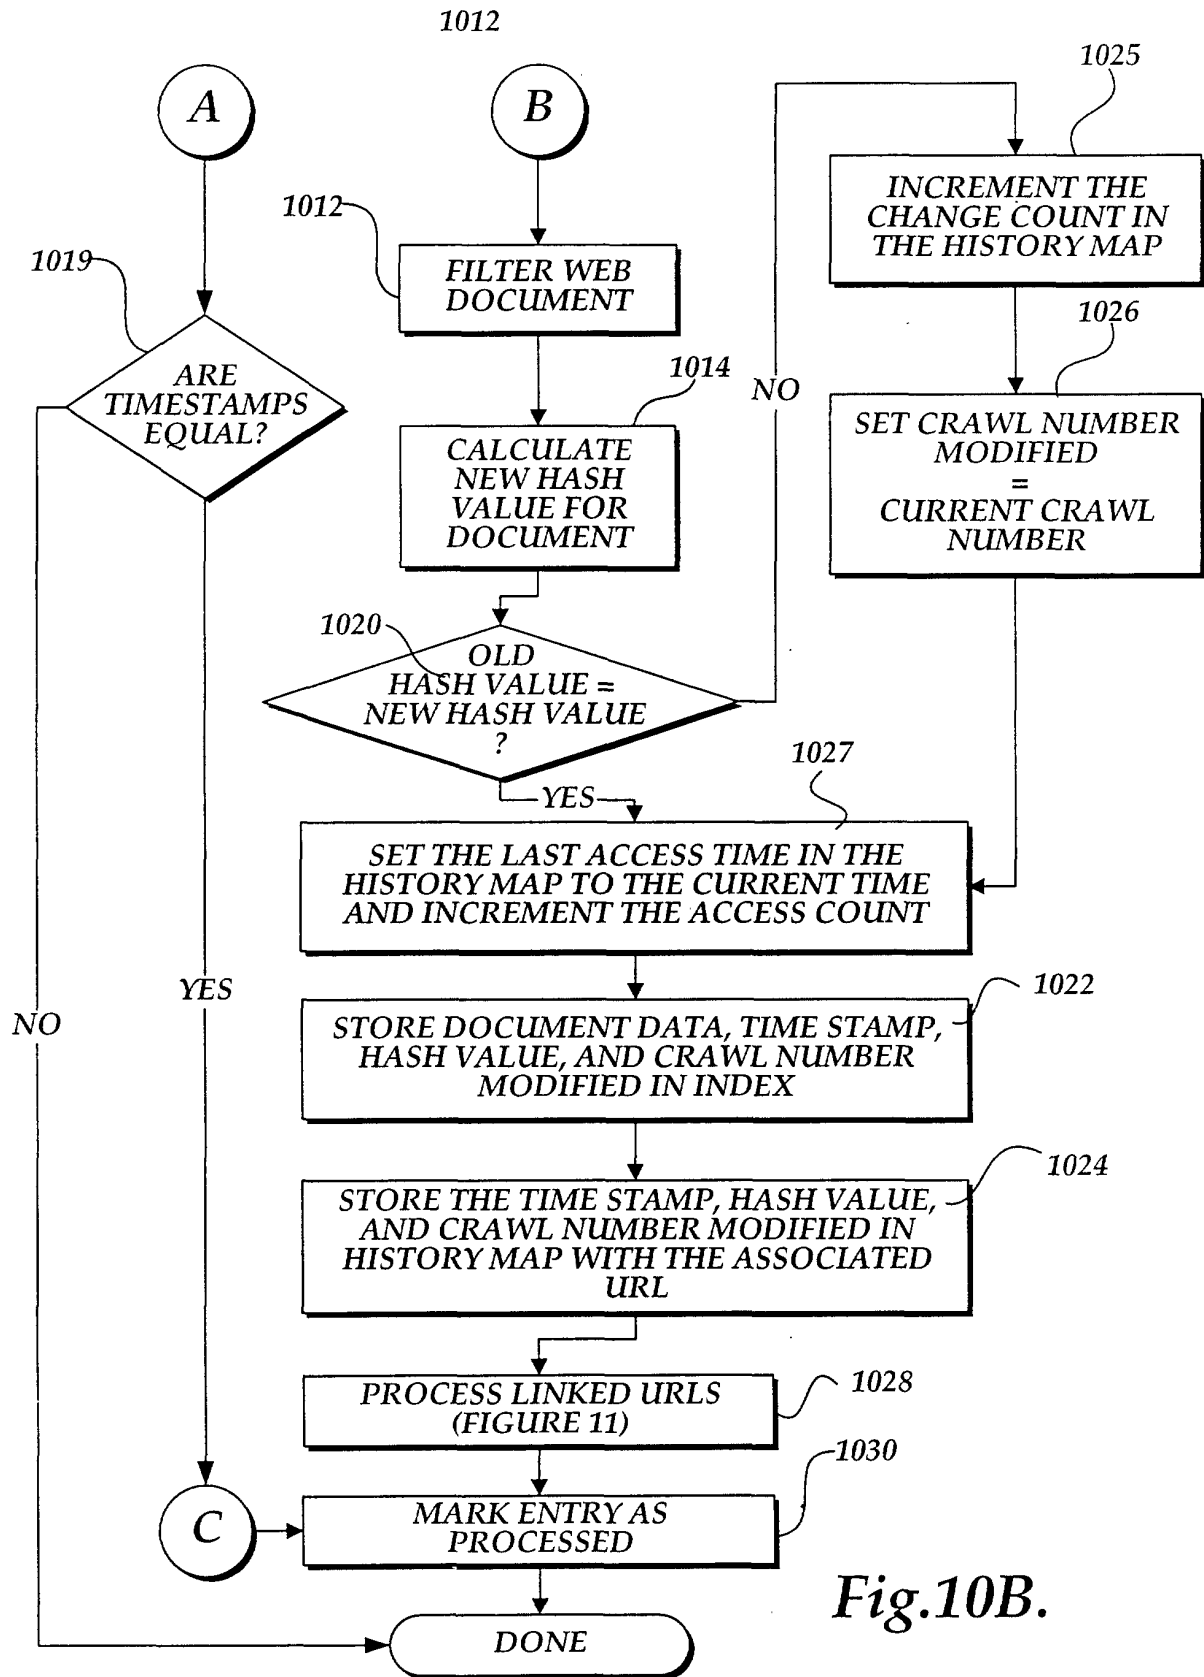 1012
A
B
1025
INCREMENT THE
CHANGE COUNT IN
THE HISTORY MAP
1012
FILTER WEB
DOCUMENT
1019
ARE
TIMESTAMPS
EQUAL?
1026
1014
NO
SET CRAWL NUMBER
MODIFIED
=
CURRENT CRAWL
NUMBER
CALCULATE
NEW HASH
VALUE FOR
DOCUMENT
1020
OLD
HASH VALUE =
NEW HASH VALUE
?
1027
YES
SET THE LAST ACCESS TIME IN THE
HISTORY MAP TO THE CURRENT TIME
AND INCREMENT THE ACCESS COUNT
YES
NO
1022
STORE DOCUMENT DATA, TIME STAMP,
HASH VALUE, AND CRAWL NUMBER
MODIFIED IN INDEX
1024
STORE THE TIME STAMP, HASH VALUE,
AND CRAWL NUMBER MODIFIED IN
HISTORY MAP WITH THE ASSOCIATED
URL
1028
PROCESS LINKED URLS
(FIGURE 11)
1030
C
MARK ENTRY AS
PROCESSED
DONE
Fig.10B.